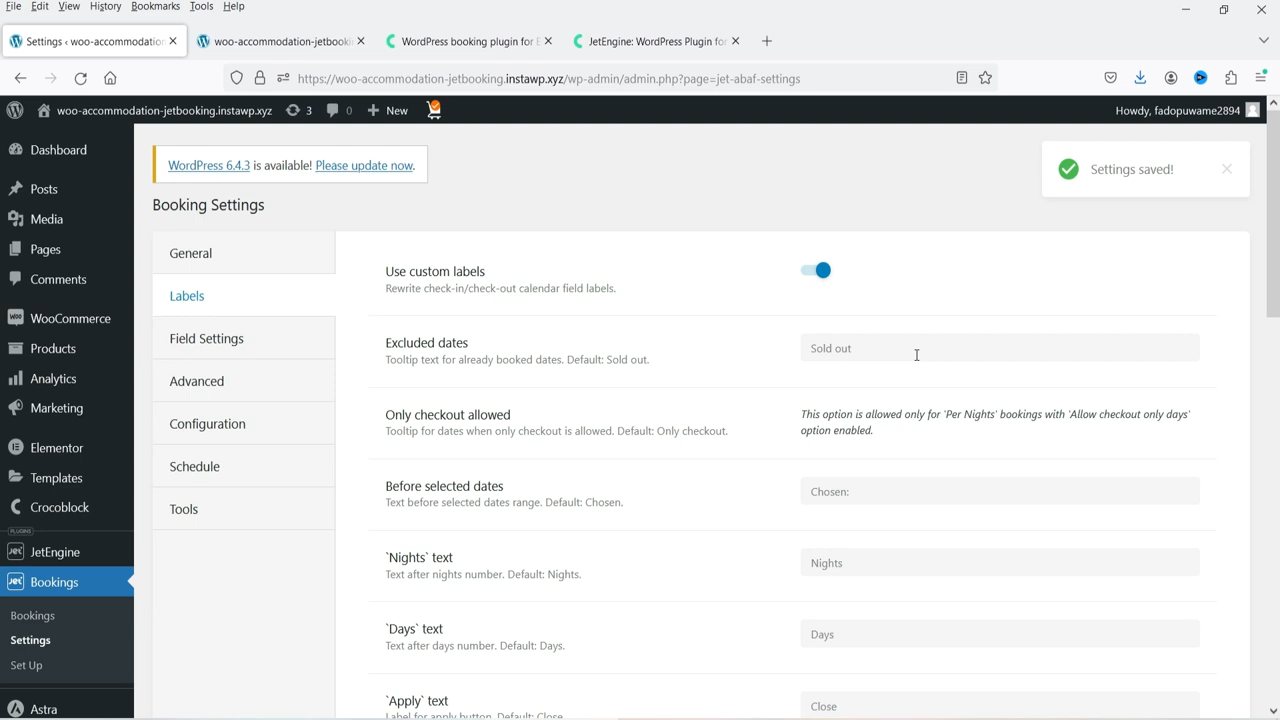 File Edit View History Bookmarks Tools Help
Settings ‹ woo-accommodation
woo-accommodation-jetbooki
WordPress booking plugin for E
JetEngine: WordPress Plugin for
https://woo-accommodation-jetbooking.instawp.xyz/wp-admin/admin.php?page=jet-abaf-settings
woo-accommodation-jetbooking.instawp.xyz 3 0 New
Howdy, fadopuwame2894
Dashboard
Posts
Media
Pages
Comments
WooCommerce
Products
Analytics
Marketing
Elementor
Templates
Crocoblock
PLUGINS
JetEngine
Bookings
Bookings
Settings
Set Up
Astra
WordPress 6.4.3 is available! Please update now.
Settings saved!
Booking Settings
General
Labels
Field Settings
Advanced
Configuration
Schedule
Tools
Use custom labels
Rewrite check-in/check-out calendar field labels.
Excluded dates
Tooltip text for already booked dates. Default: Sold out.
Sold out
Only checkout allowed
Tooltip for dates when only checkout is allowed. Default: Only checkout.
This option is allowed only for `Per Nights` bookings with `Allow checkout only days`
option enabled.
Before selected dates
Text before selected dates range. Default: Chosen.
Chosen:
`Nights` text
Text after nights number. Default: Nights.
Nights
`Days` text
Text after days number. Default: Days.
Days
`Apply` text
Label for apply button. Default: Close
Close